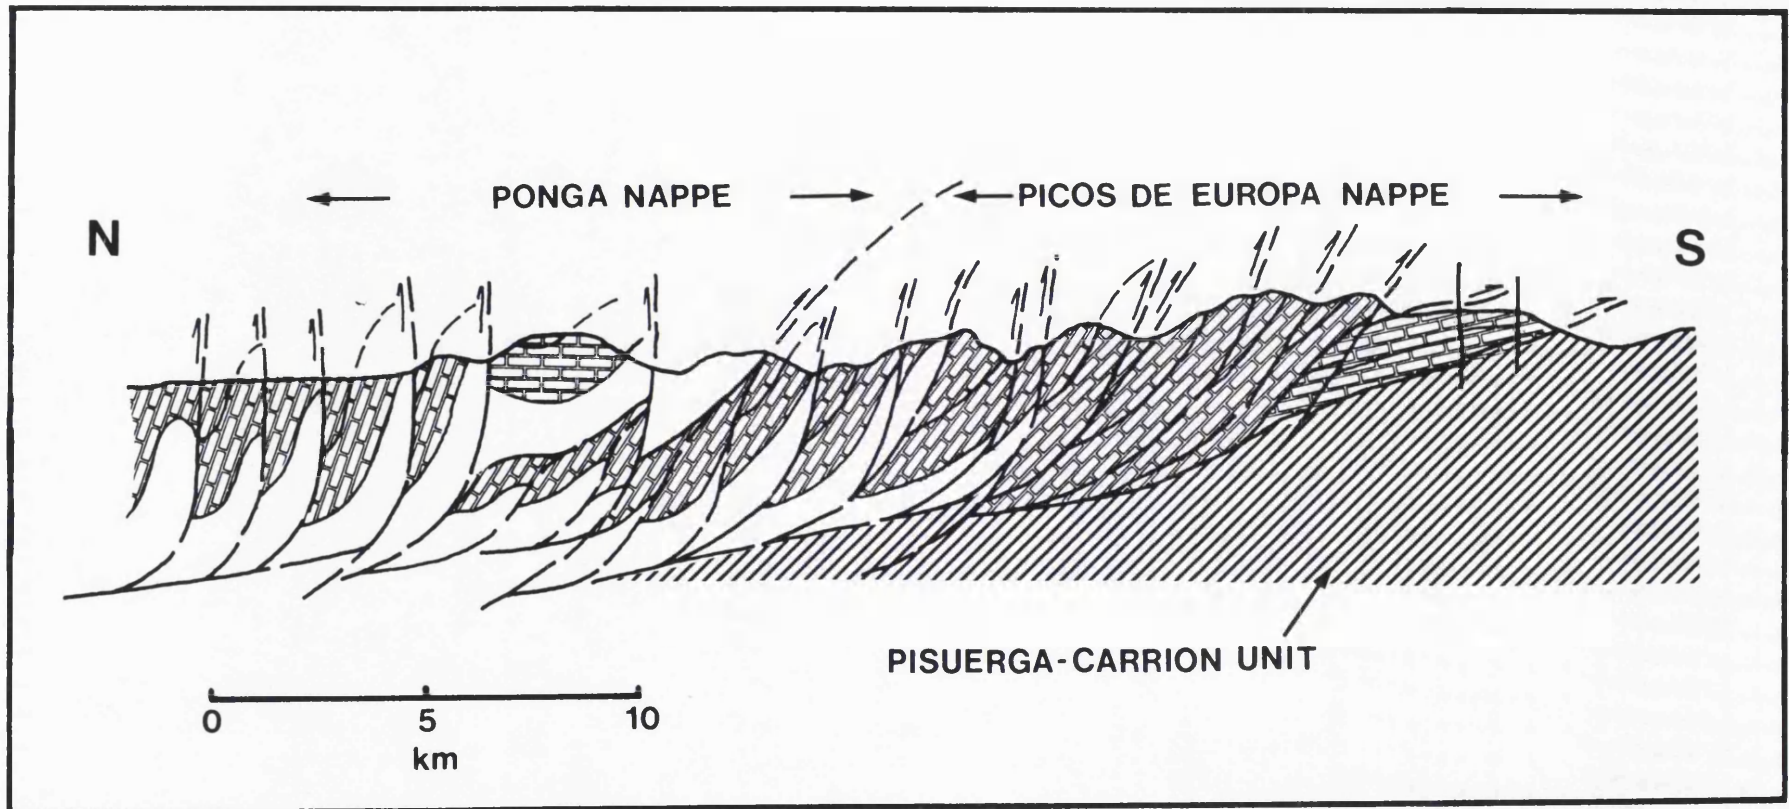 PONGA NAPPE
PICOS DE EUROPA NAPPE
N
S
PISUERGA-CARRION UNIT
0 5 10
km